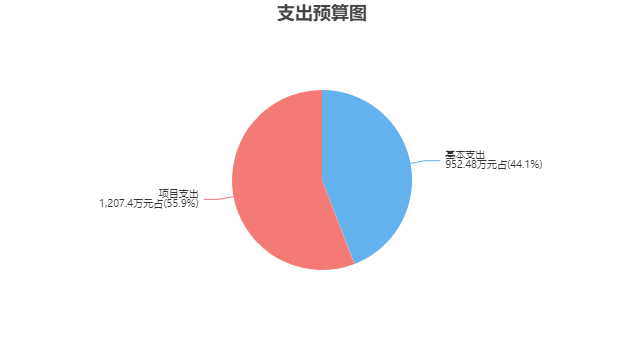 支出预算图
基本支出
952.48万元占(44.1%)
项目支出
1,207.4万元占(55.9%)